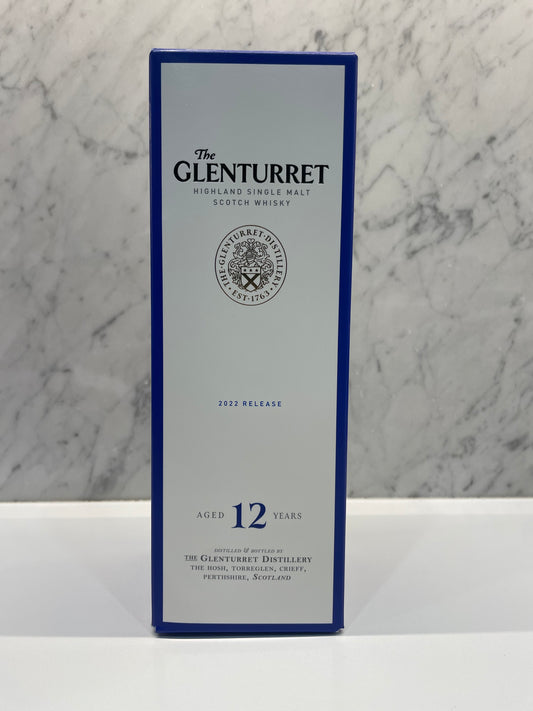 The
GLENTURRET
HIGHLAND SINGLE MALT
SCOTCH WHISKY
·THE·GLENTURRET·DISTILLERY·
EST·1763
2022 RELEASE
AGED 12 YEARS
DISTILLED & BOTTLED BY
THE GLENTURRET DISTILLERY
THE HOSH, TORREGLEN, CRIEFF,
PERTHSHIRE, SCOTLAND